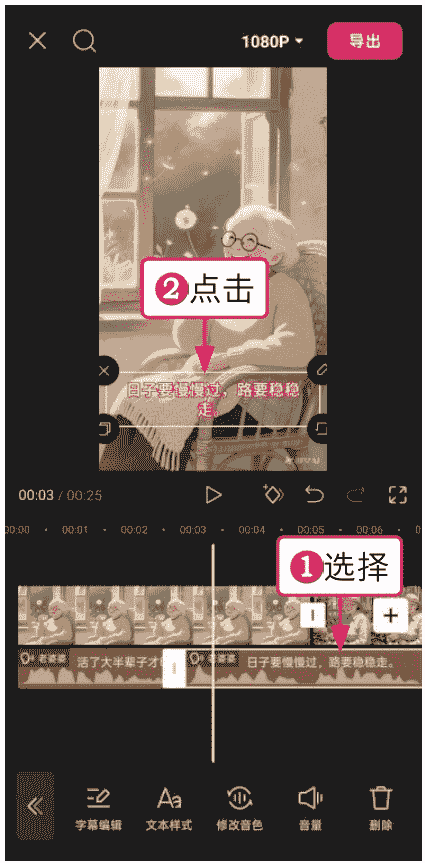 1080P
导出
❷点击
日子要慢慢过，路要稳稳
走。
00:03 / 00:25
00:00
00:01
00:02
00:03
00:04
00:05
00:06
❶选择
活了大半辈子才
日子要慢慢过，路要稳稳走。
字幕编辑
文本样式
修改音色
音量
删除